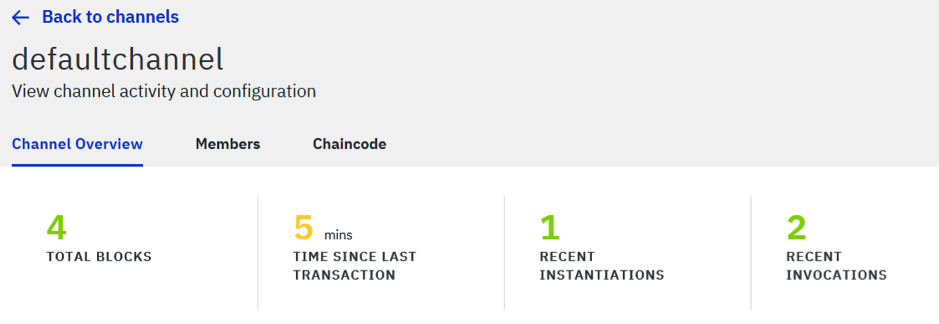 ← Back to channels
defaultchannel
View channel activity and configuration
Channel Overview Members Chaincode
4
TOTAL BLOCKS
5 mins
TIME SINCE LAST
TRANSACTION
1
RECENT
INSTANTIATIONS
2
RECENT
INVOCATIONS